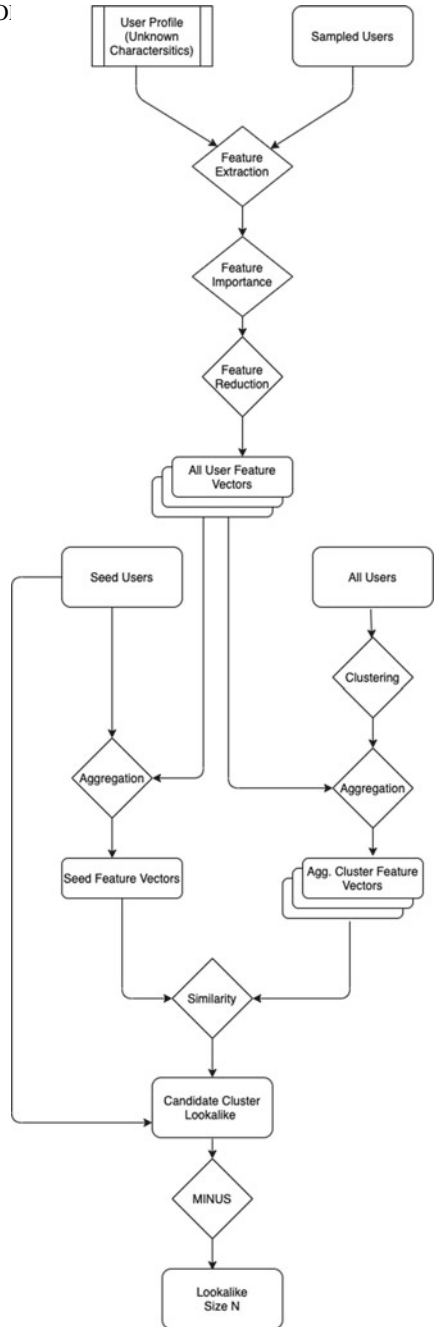 User Profile
(Unknown
Charactersitics)
Sampled Users
Feature
Extraction
Feature
Importance
Feature
Reduction
All User Feature
Vectors
Seed Users
All Users
Clustering
Aggregation
Aggregation
Seed Feature Vectors
Agg. Cluster Feature
Vectors
Similarity
Candidate Cluster
Lookalike
MINUS
Lookalike
Size N